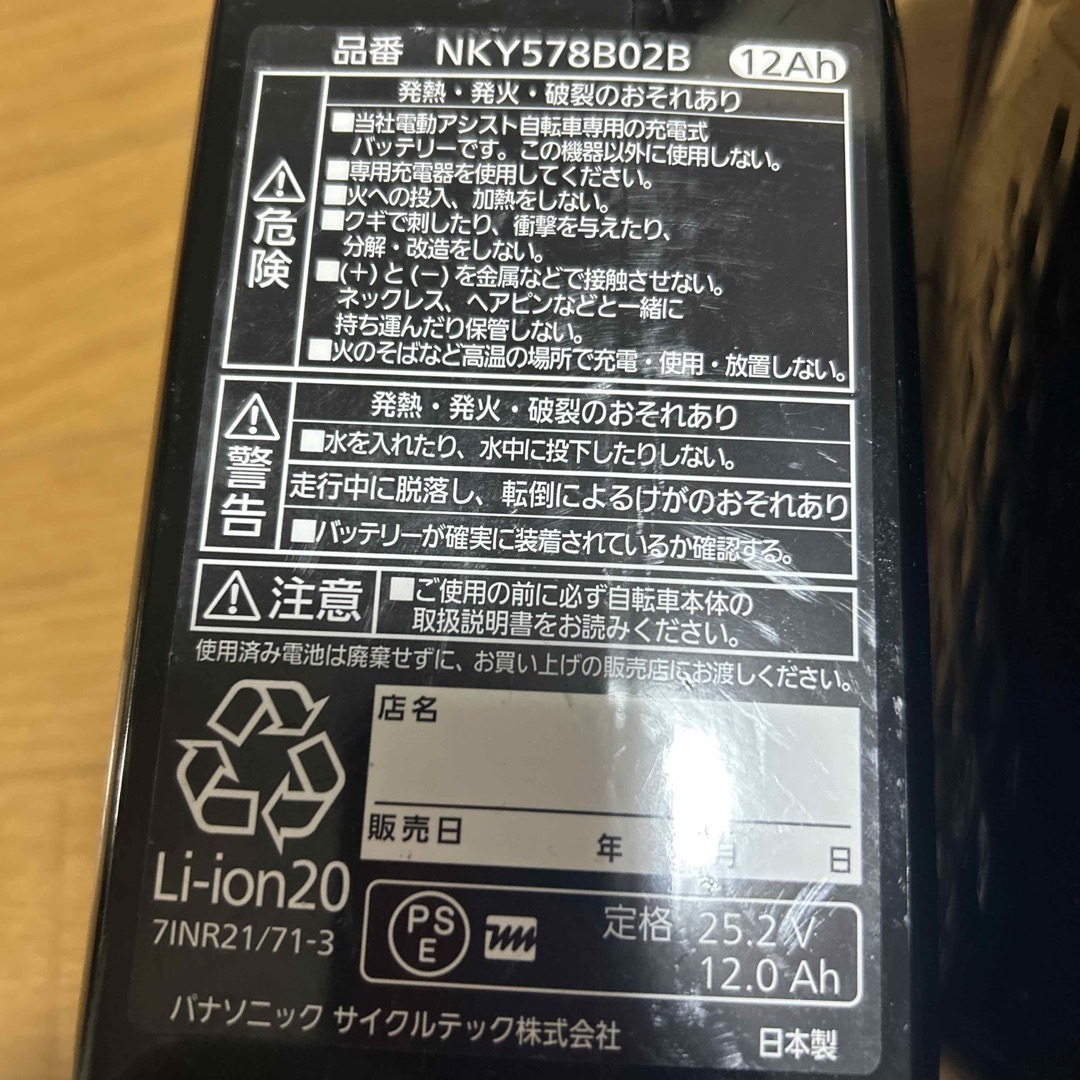 品番 NKY578B02B 12Ah
危険
発熱・発火・破裂のおそれあり
■当社電動アシスト自転車専用の充電式
バッテリーです。この機器以外に使用しない。
■専用充電器を使用してください。
■火への投入、加熱をしない。
■クギで刺したり、衝撃を与えたり、
分解・改造をしない。
■(+)と(−)を金属などで接触させない。
ネックレス、ヘアピンなどと一緒に
持ち運んだり保管しない。
■火のそばなど高温の場所で充電・使用・放置しない。
警告
発熱・発火・破裂のおそれあり
■水を入れたり、水中に投下したりしない。
走行中に脱落し、転倒によるけがのおそれあり
■バッテリーが確実に装着されているか確認する。
注意
■ご使用の前に必ず自転車本体の
取扱説明書をお読みください。
使用済み電池は廃棄せずに、お買い上げの販売店にお渡しください。
店名
販売日 年 月 日
Li-ion20
7INR21/71-3
PS
E
定格 25.2 V
12.0 Ah
パナソニック サイクルテック株式会社
日本製